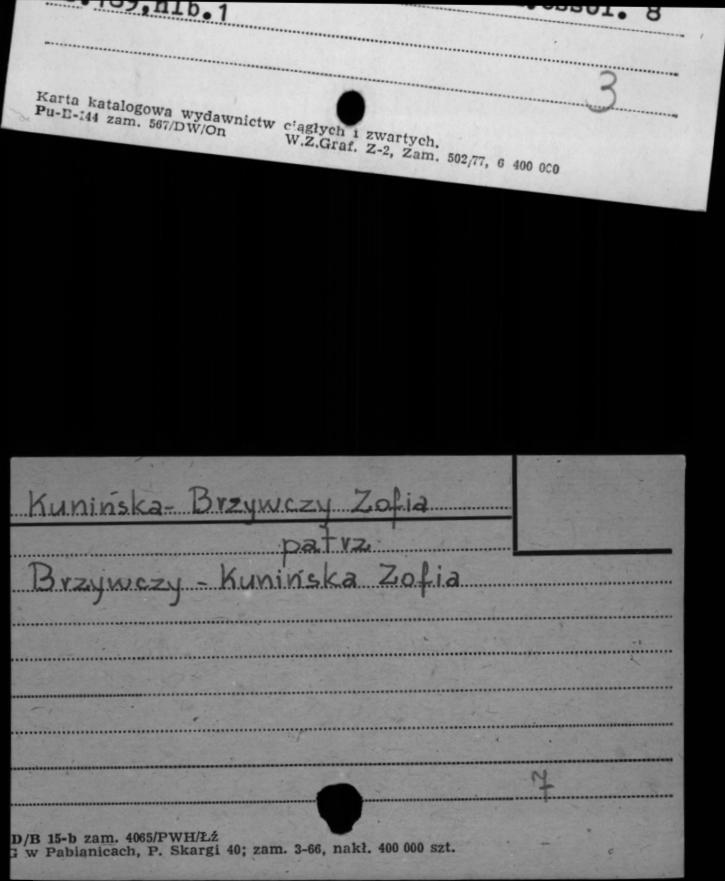 8
3
Karta katalogowa wydawnictw ciągłych i zwartych.
Pu-E-144 zam. 567/DW/On W.Z.Graf. Z-2, Zam. 502/77, 6 400 000
Kunińska-Brzywczy Zofia
patrz
Brzywczy-Kunińska Zofia
7
D/B 15-b zam. 4065/PWH/Łź
w Pabianicach, P. Skargi 40; zam. 3-66, nakł. 400 000 szt.